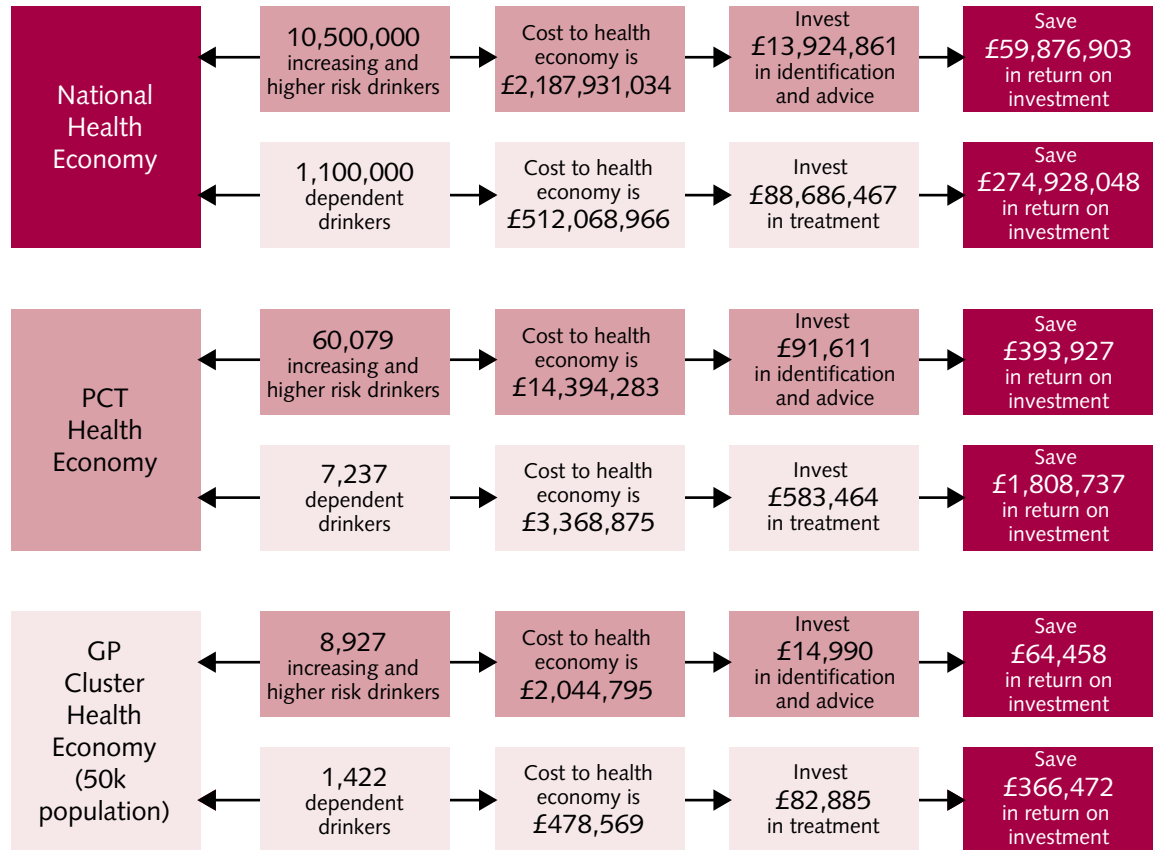 National
Health
Economy
10,500,000
increasing and
higher risk drinkers
Cost to health
economy is
£2,187,931,034
Invest
£13,924,861
in identification
and advice
Save
£59,876,903
in return on
investment
1,100,000
dependent
drinkers
Cost to health
economy is
£512,068,966
Invest
£88,686,467
in treatment
Save
£274,928,048
in return on
investment
PCT
Health
Economy
60,079
increasing and
higher risk drinkers
Cost to health
economy is
£14,394,283
Invest
£91,611
in identification
and advice
Save
£393,927
in return on
investment
7,237
dependent
drinkers
Cost to health
economy is
£3,368,875
Invest
£583,464
in treatment
Save
£1,808,737
in return on
investment
GP
Cluster
Health
Economy
(50k
population)
8,927
increasing and
higher risk drinkers
Cost to health
economy is
£2,044,795
Invest
£14,990
in identification
and advice
Save
£64,458
in return on
investment
1,422
dependent
drinkers
Cost to health
economy is
£478,569
Invest
£82,885
in treatment
Save
£366,472
in return on
investment